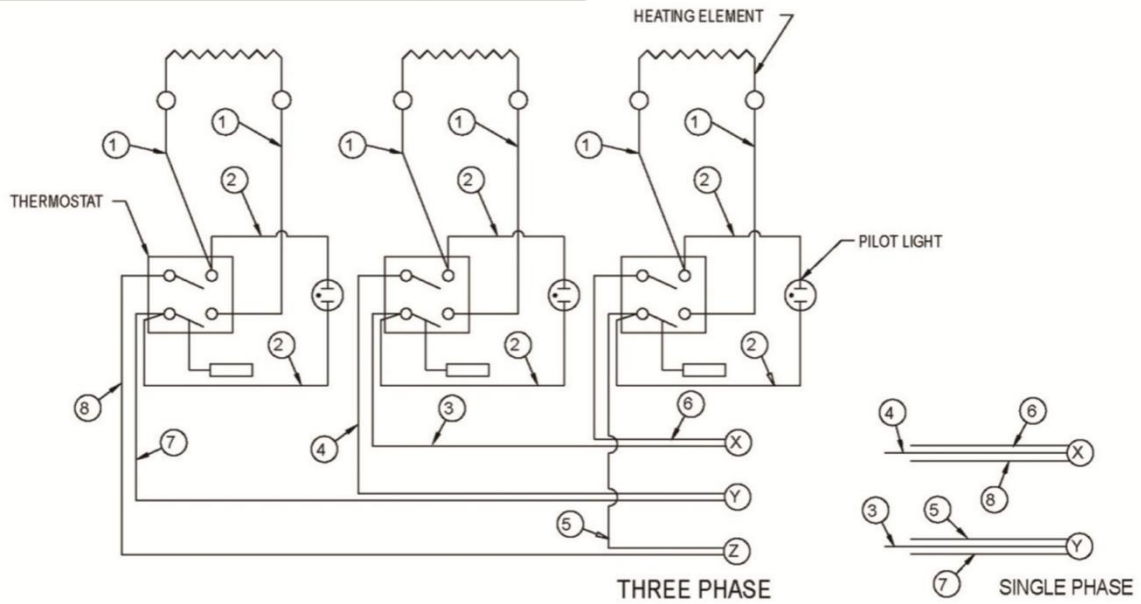 HEATING ELEMENT
1 1 1 1 1 1
2 2 2
THERMOSTAT
PILOT LIGHT
2 2 2
8 7 4 3 6 X
Y
5 Z
THREE PHASE
4 6 X
8
3 5 Y
7
SINGLE PHASE